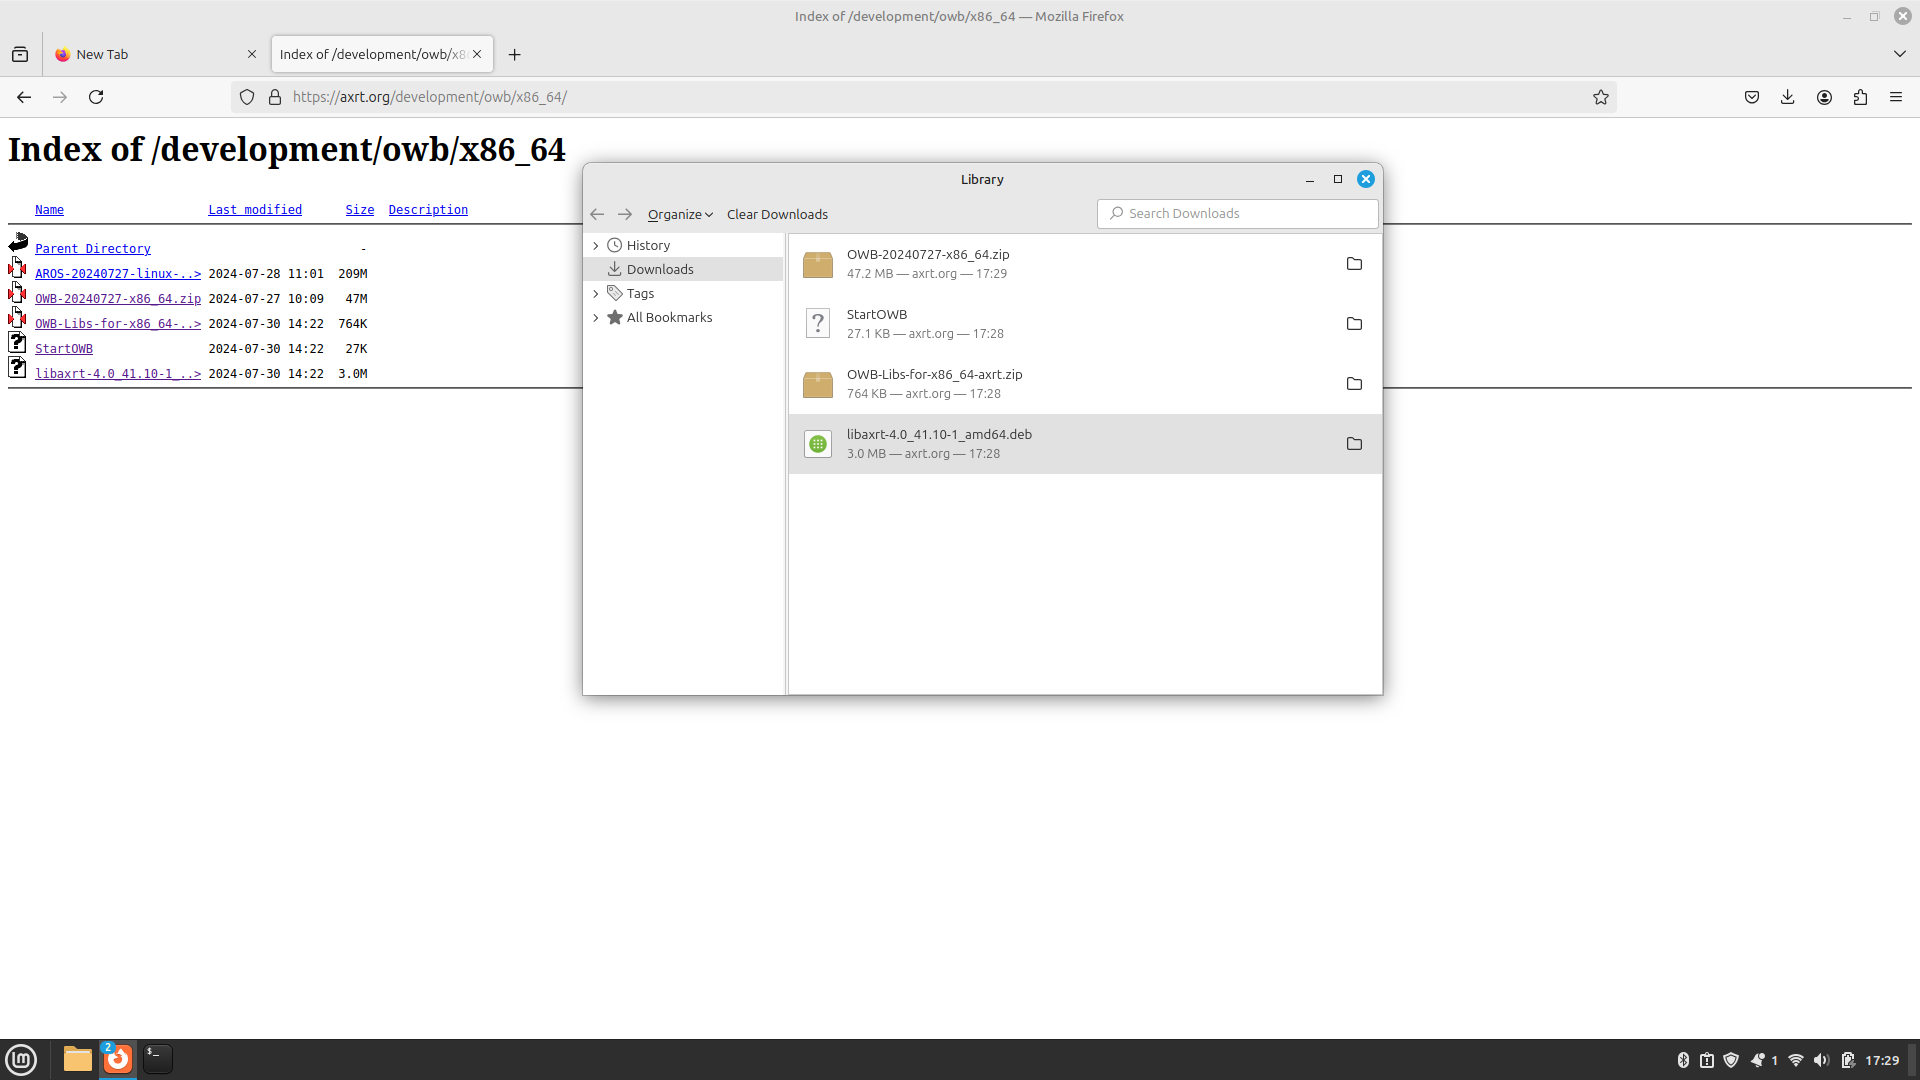 Index of /development/owb/x86_64 — Mozilla Firefox
New Tab
Index of /development/owb/x8
https://axrt.org/development/owb/x86_64/
Index of /development/owb/x86_64
Name Last modified Size Description
Parent Directory -
AROS-20240727-linux-..> 2024-07-28 11:01 209M
OWB-20240727-x86_64.zip 2024-07-27 10:09 47M
OWB-Libs-for-x86_64-..> 2024-07-30 14:22 764K
StartOWB 2024-07-30 14:22 27K
libaxrt-4.0_41.10-1_..> 2024-07-30 14:22 3.0M
Library
Organize
Clear Downloads
Search Downloads
History
Downloads
Tags
All Bookmarks
OWB-20240727-x86_64.zip
47.2 MB — axrt.org — 17:29
StartOWB
27.1 KB — axrt.org — 17:28
OWB-Libs-for-x86_64-axrt.zip
764 KB — axrt.org — 17:28
libaxrt-4.0_41.10-1_amd64.deb
3.0 MB — axrt.org — 17:28
2
$_
1
17:29